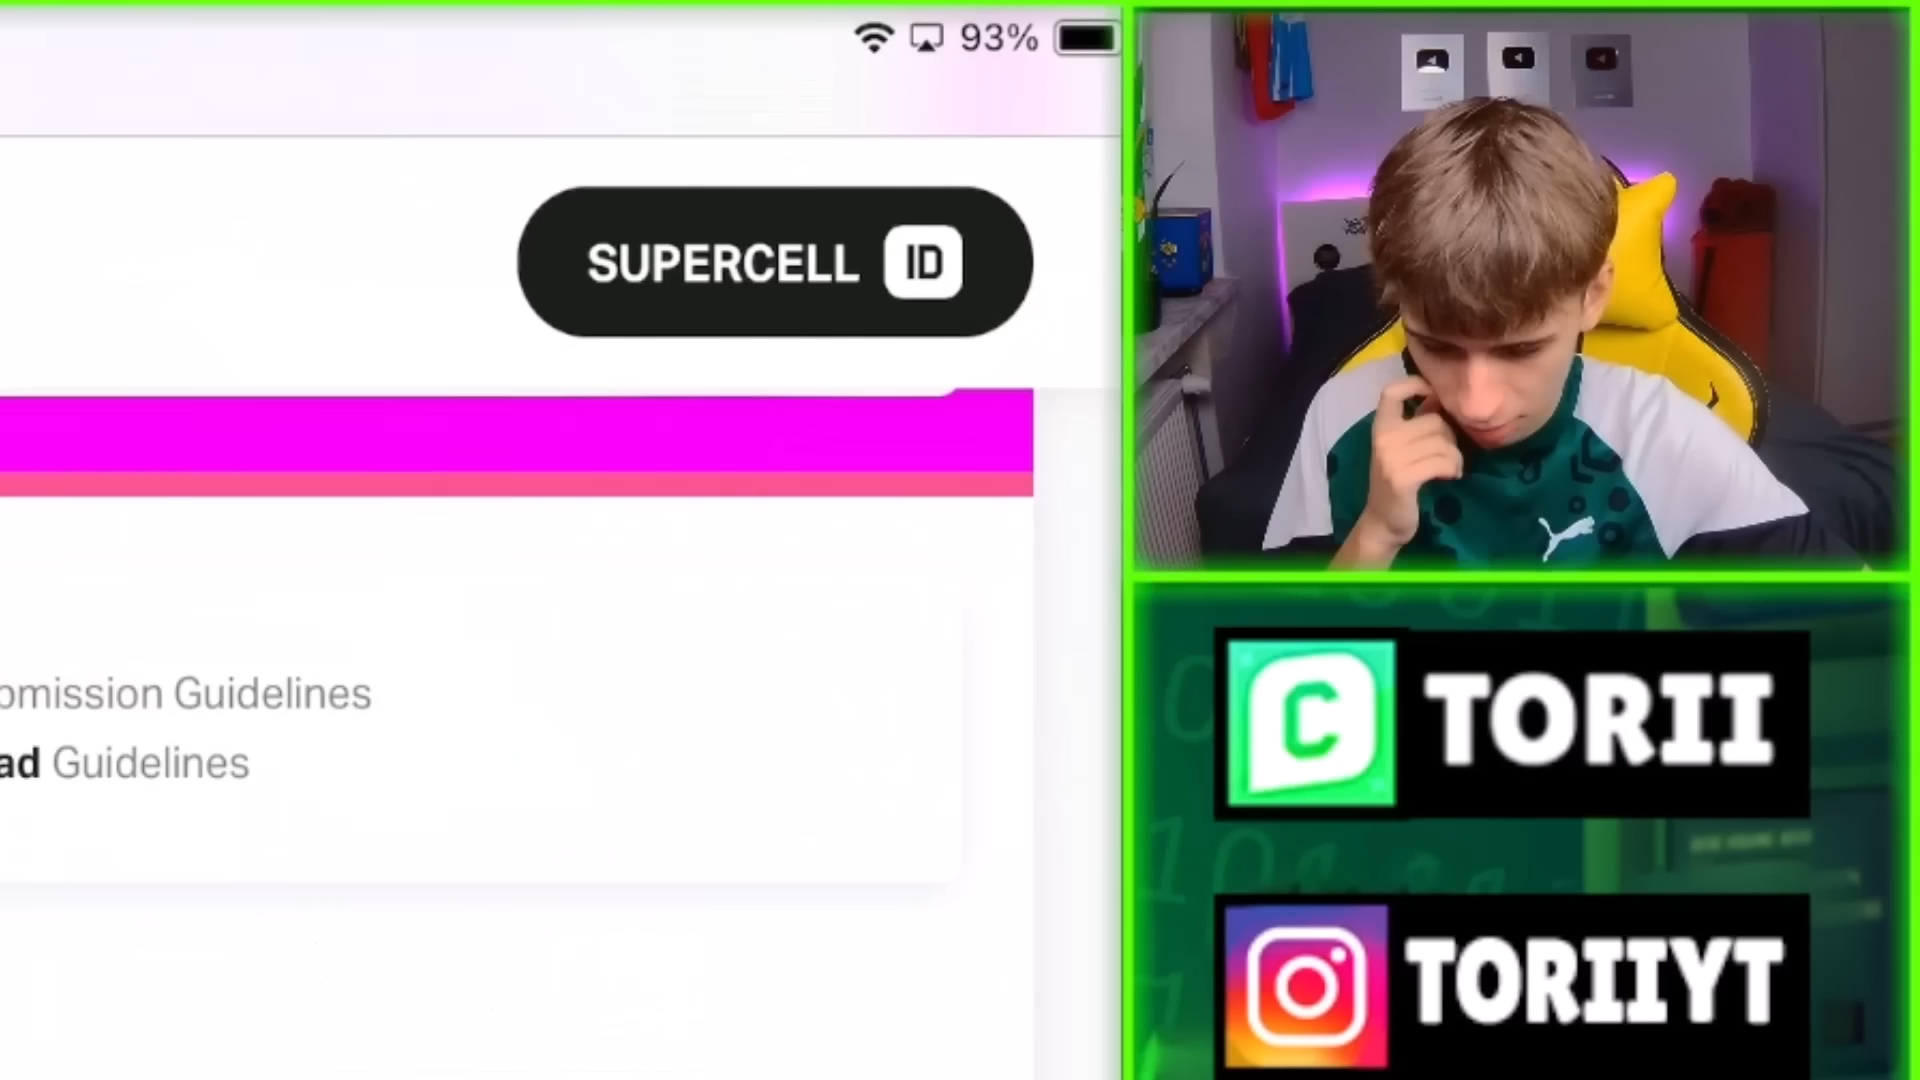 93%
SUPERCELL ID
omission Guidelines
ad Guidelines
C TORII
TORIIYT